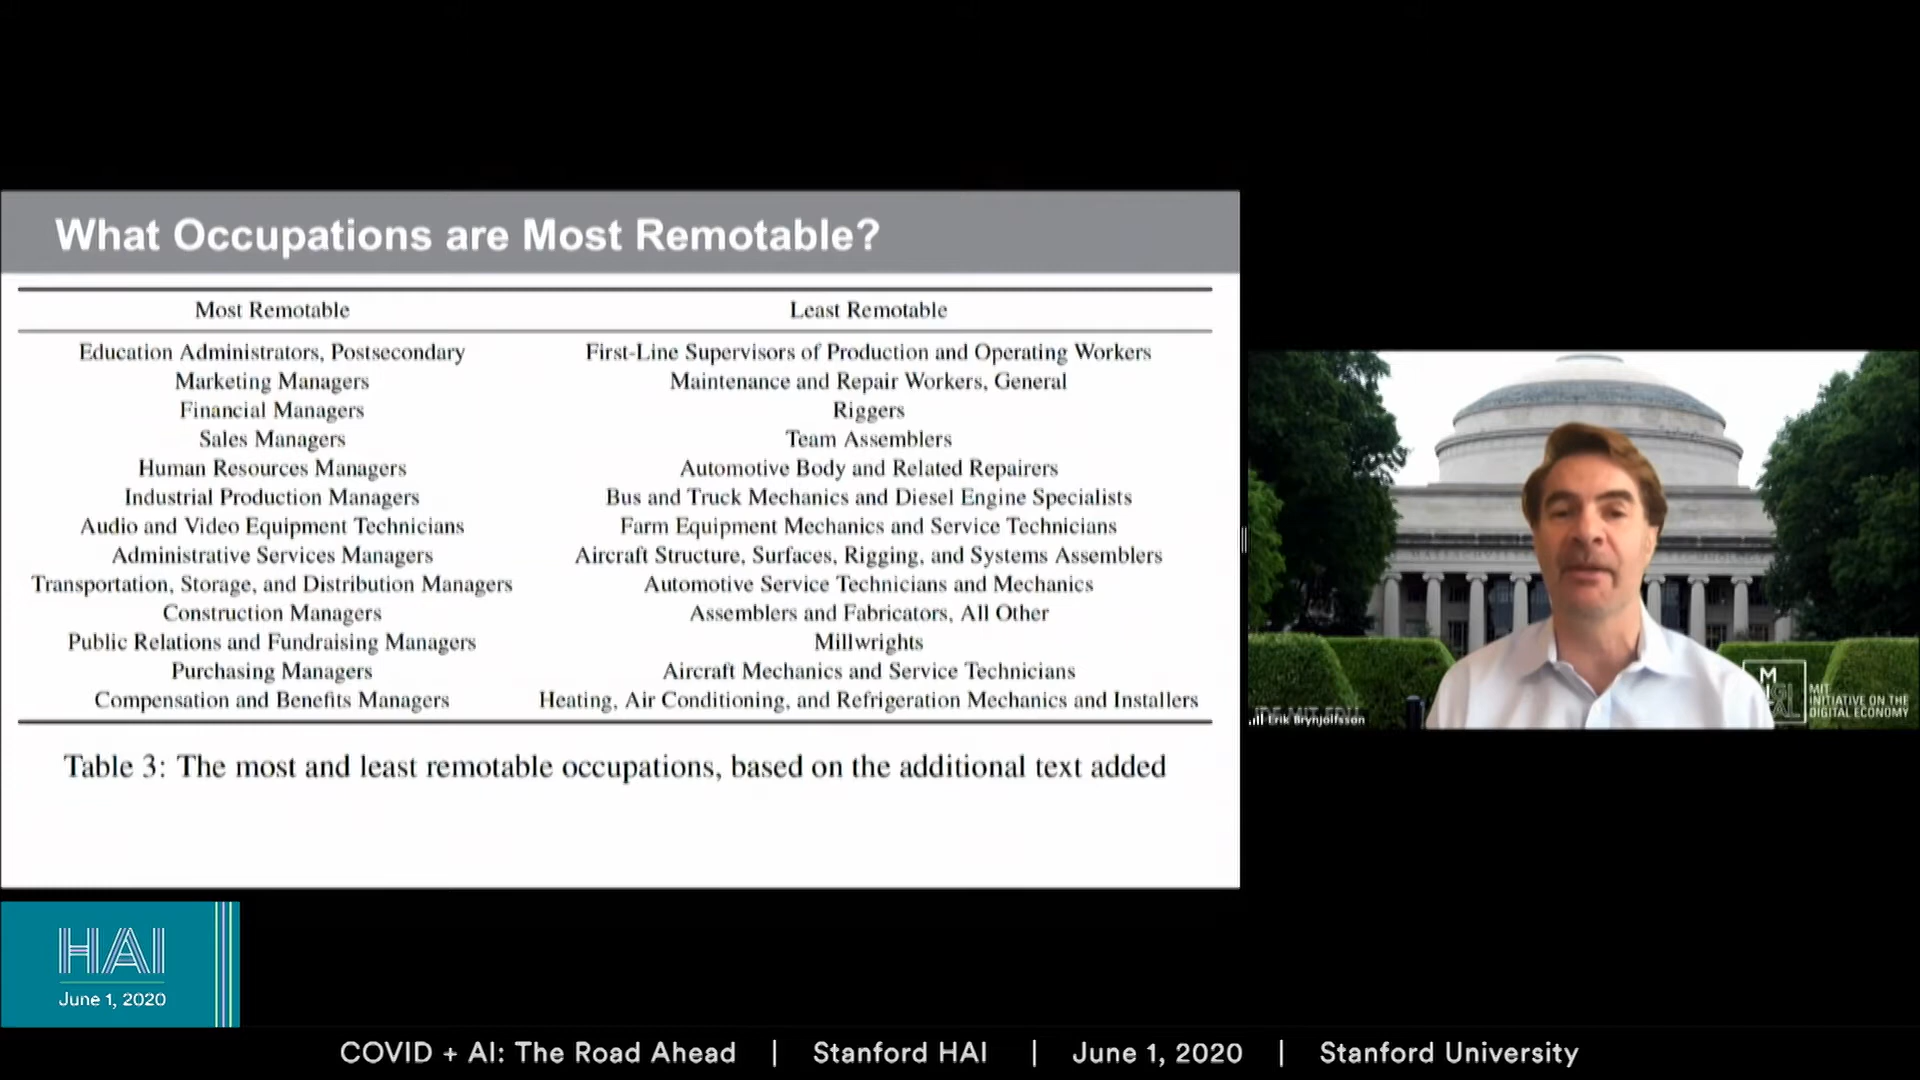 What Occupations are Most Remotable?
Most Remotable Least Remotable
Education Administrators, Postsecondary First-Line Supervisors of Production and Operating Workers
Marketing Managers Maintenance and Repair Workers, General
Financial Managers Riggers
Sales Managers Team Assemblers
Human Resources Managers Automotive Body and Related Repairers
Industrial Production Managers Bus and Truck Mechanics and Diesel Engine Specialists
Audio and Video Equipment Technicians Farm Equipment Mechanics and Service Technicians
Administrative Services Managers Aircraft Structure, Surfaces, Rigging, and Systems Assemblers
Transportation, Storage, and Distribution Managers Automotive Service Technicians and Mechanics
Construction Managers Assemblers and Fabricators, All Other
Public Relations and Fundraising Managers Millwrights
Purchasing Managers Aircraft Mechanics and Service Technicians
Compensation and Benefits Managers Heating, Air Conditioning, and Refrigeration Mechanics and Installers
Table 3: The most and least remotable occupations, based on the additional text added
MIT
INITIATIVE ON THE
DIGITAL ECONOMY
Erik Brynjolfsson
HAI
June 1, 2020
COVID + AI: The Road Ahead | Stanford HAI | June 1, 2020 | Stanford University